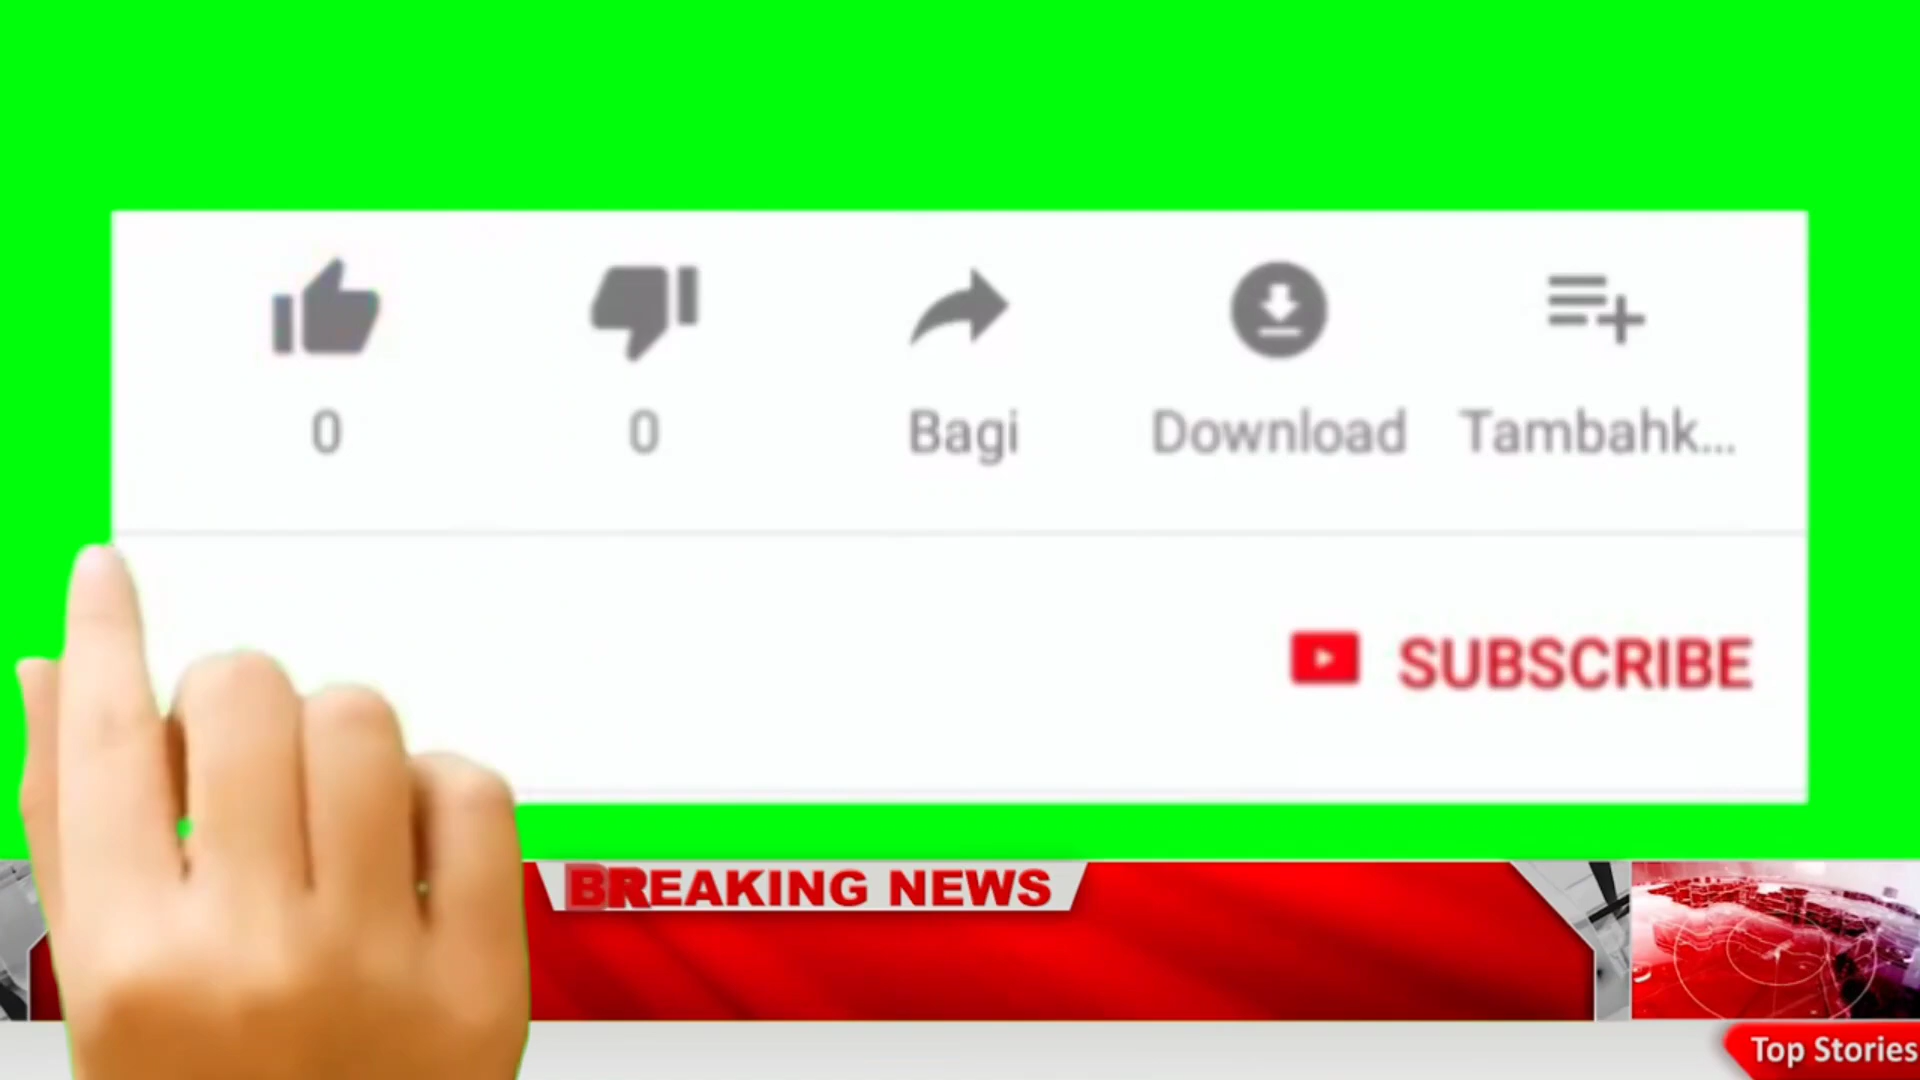 0
0
Bagi
Download
Tambahk...
SUBSCRIBE
BREAKING NEWS
Top Stories